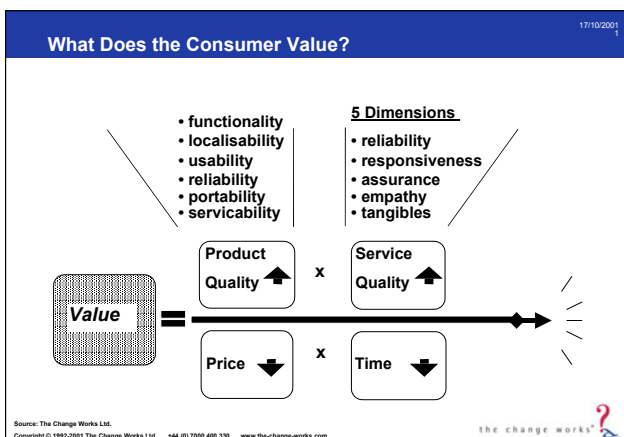 17/10/2001
1
What Does the Consumer Value?
• functionality
• localisability
• usability
• reliability
• portability
• servicability
5 Dimensions
• reliability
• responsiveness
• assurance
• empathy
• tangibles
Product
Quality
x
Service
Quality
Value
=
Price
x
Time
Source: The Change Works Ltd.
Copyright © 1992-2001 The Change Works Ltd. +44 (0) 7000 400 330 www.the-change-works.com
the change works?